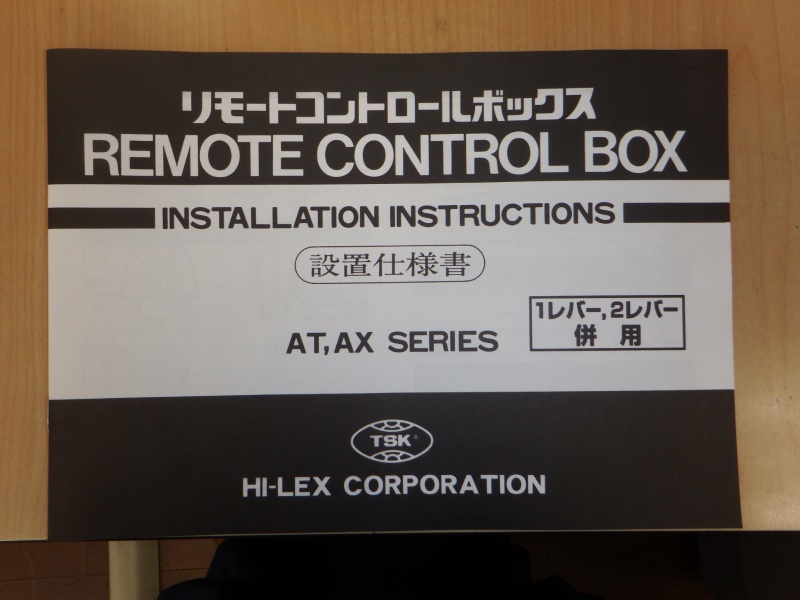 リモートコントロールボックス
REMOTE CONTROL BOX
INSTALLATION INSTRUCTIONS
設置仕様書
AT,AX SERIES
1レバー,2レバー
併 用
TSK®
HI-LEX CORPORATION